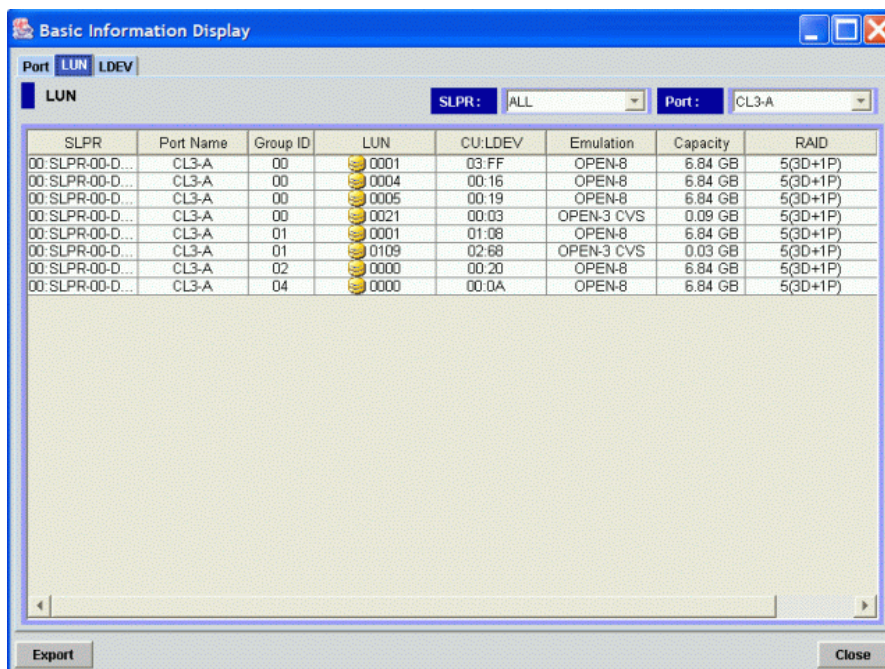 Basic Information Display
Port LUN LDEV
LUN SLPR: ALL Port: CL3-A
SLPR Port Name Group ID LUN CU:LDEV Emulation Capacity RAID
00:SLPR-00-D... CL3-A 00 0001 03:FF OPEN-8 6.84 GB 5(3D+1P)
00:SLPR-00-D... CL3-A 00 0004 00:16 OPEN-8 6.84 GB 5(3D+1P)
00:SLPR-00-D... CL3-A 00 0005 00:19 OPEN-8 6.84 GB 5(3D+1P)
00:SLPR-00-D... CL3-A 00 0021 00:03 OPEN-3 CVS 0.09 GB 5(3D+1P)
00:SLPR-00-D... CL3-A 01 0001 01:08 OPEN-8 6.84 GB 5(3D+1P)
00:SLPR-00-D... CL3-A 01 0109 02:68 OPEN-3 CVS 0.03 GB 5(3D+1P)
00:SLPR-00-D... CL3-A 02 0000 00:20 OPEN-8 6.84 GB 5(3D+1P)
00:SLPR-00-D... CL3-A 04 0000 00:0A OPEN-8 6.84 GB 5(3D+1P)
Export Close